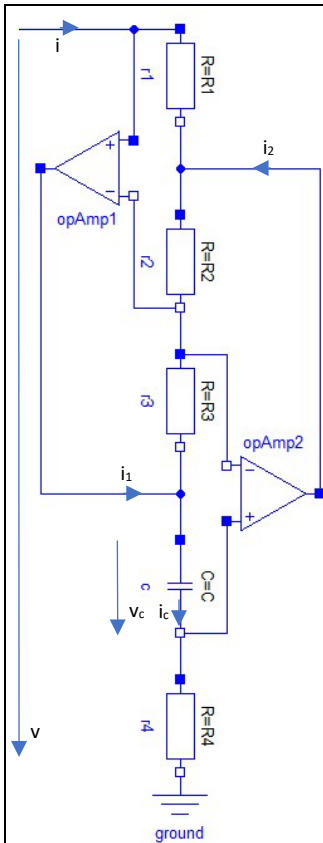 i
r1
R=R1
+
−
opAmp1
i2
r2
R=R2
r3
R=R3
opAmp2
−
+
i1
c
C=C
vc
ic
v
r4
R=R4
ground